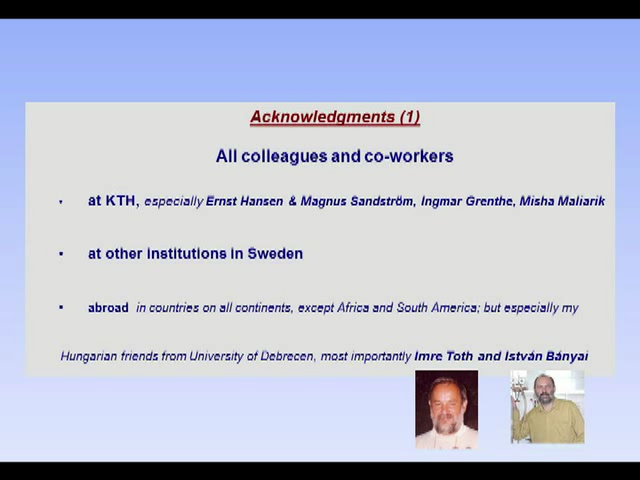 Acknowledgments (1)
All colleagues and co-workers
• at KTH, especially Ernst Hansen & Magnus Sandström, Ingmar Grenthe, Misha Maliarik
• at other institutions in Sweden
• abroad in countries on all continents, except Africa and South America; but especially my
Hungarian friends from University of Debrecen, most importantly Imre Toth and István Bányai